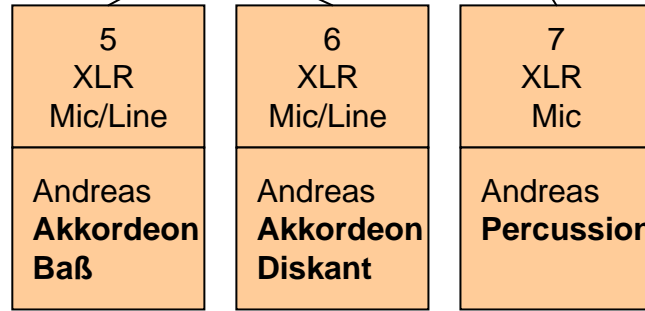 5
XLR
Mic/Line
Andreas
Akkordeon
Baß
6
XLR
Mic/Line
Andreas
Akkordeon
Diskant
7
XLR
Mic
Andreas
Percussion